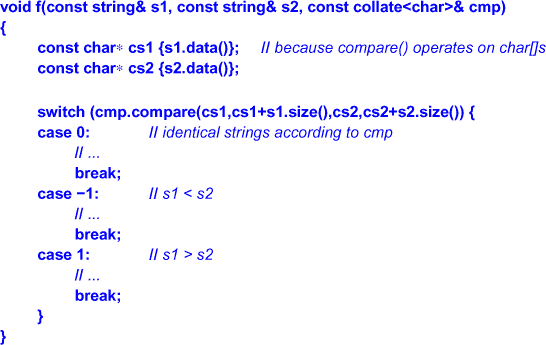 void f(const string& s1, const string& s2, const collate<char>& cmp)
{
const char∗ cs1 {s1.data()}; // because compare() operates on char[]s
const char∗ cs2 {s2.data()};
switch (cmp.compare(cs1,cs1+s1.size(),cs2,cs2+s2.size()) {
case 0: // identical strings according to cmp
// ...
break;
case −1: // s1 < s2
// ...
break;
case 1: // s1 > s2
// ...
break;
}
}